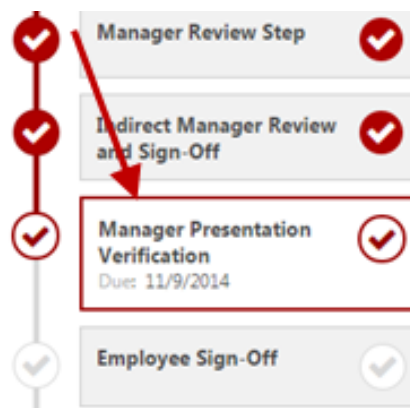 Manager Review Step
Indirect Manager Review
and Sign-Off
Manager Presentation
Verification
Due: 11/9/2014
Employee Sign-Off